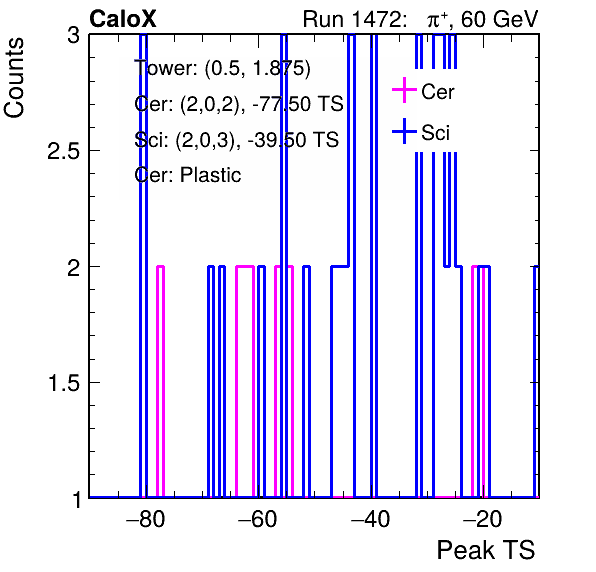 CaloX Run 1472: π⁺, 60 GeV
Counts
3
2.5
2
1.5
1
Tower: (0.5, 1.875)
Cer: (2,0,2), -77.50 TS
Sci: (2,0,3), -39.50 TS
Cer: Plastic
Cer
Sci
−80 −60 −40 −20
Peak TS